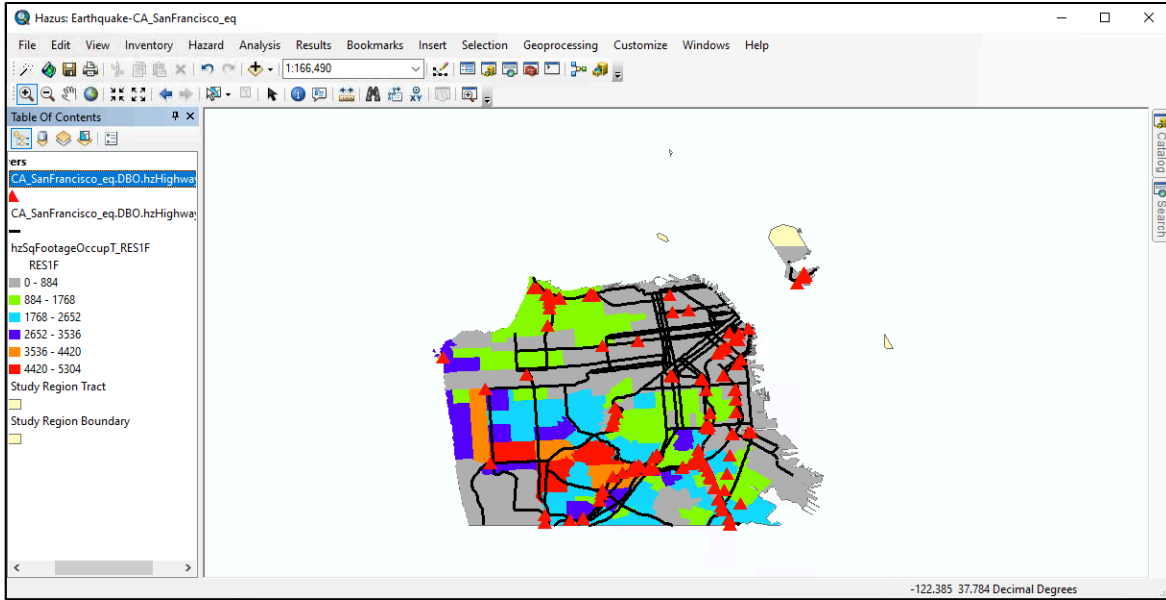 Hazus: Earthquake-CA_SanFrancisco_eq
File Edit View Inventory Hazard Analysis Results Bookmarks Insert Selection Geoprocessing Customize Windows Help
1:166,490
Table Of Contents
ers
CA_SanFrancisco_eq.DBO.hzHighway
CA_SanFrancisco_eq.DBO.hzHighway
hzSqFootageOccupT_RES1F
RES1F
0 - 884
884 - 1768
1768 - 2652
2652 - 3536
3536 - 4420
4420 - 5304
Study Region Tract
Study Region Boundary
Catalog
Search
-122.385 37.784 Decimal Degrees